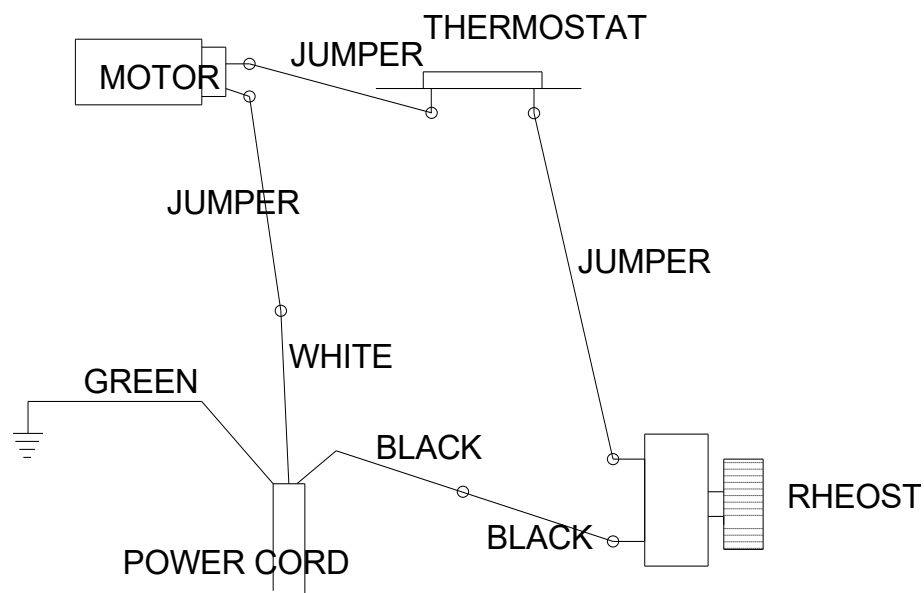 THERMOSTAT
JUMPER
MOTOR
JUMPER
JUMPER
WHITE
GREEN
BLACK
RHEOST
BLACK
POWER CORD